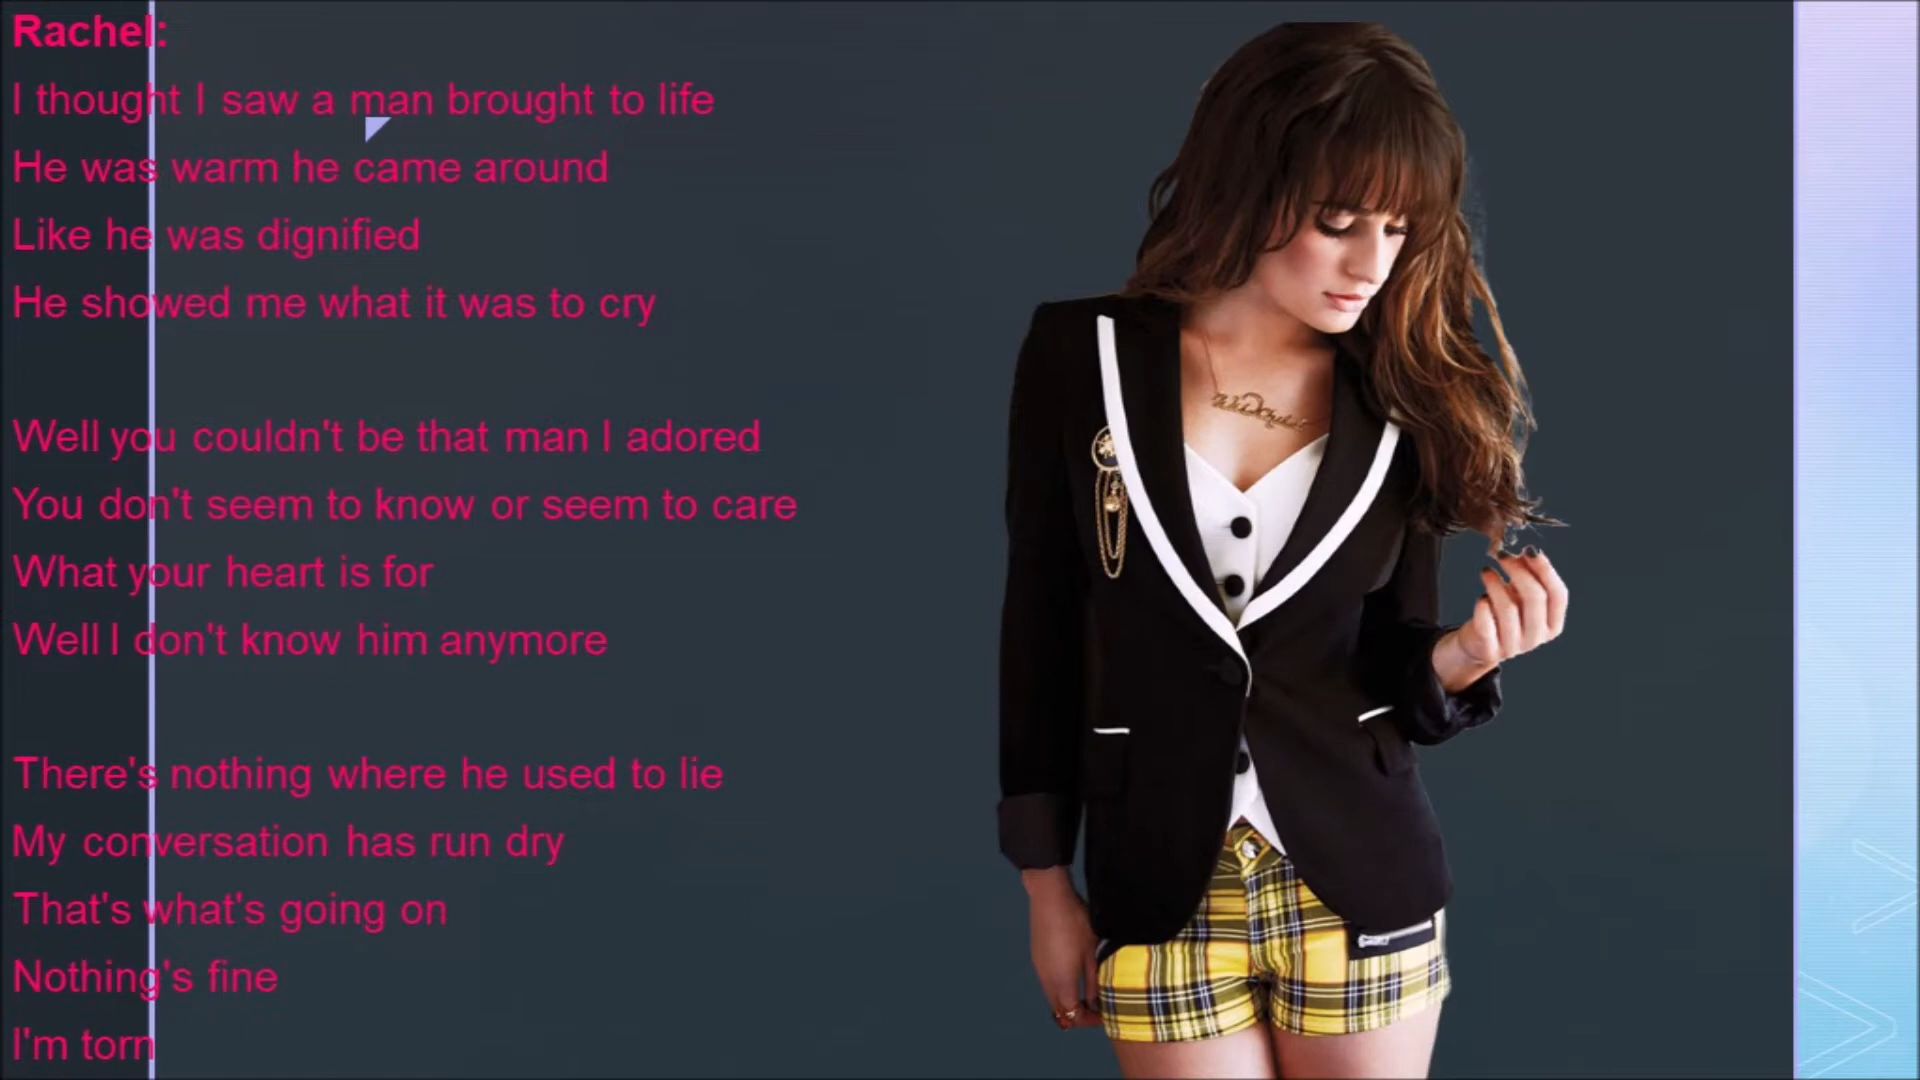 Rachel:
I thought I saw a man brought to life
He was warm he came around
Like he was dignified
He showed me what it was to cry
Well you couldn't be that man I adored
You don't seem to know or seem to care
What your heart is for
Well I don't know him anymore
There's nothing where he used to lie
My conversation has run dry
That's what's going on
Nothing's fine
I'm torn